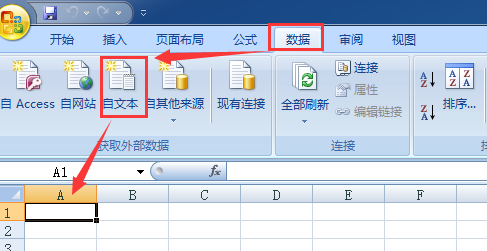 开始 插入 页面布局 公式 数据 审阅 视图
自 Access 自网站 自文本 自其他来源 现有连接 全部刷新 连接 属性 编辑链接 排序...
获取外部数据 连接
A1 fx
A B C D E F
1
2
3